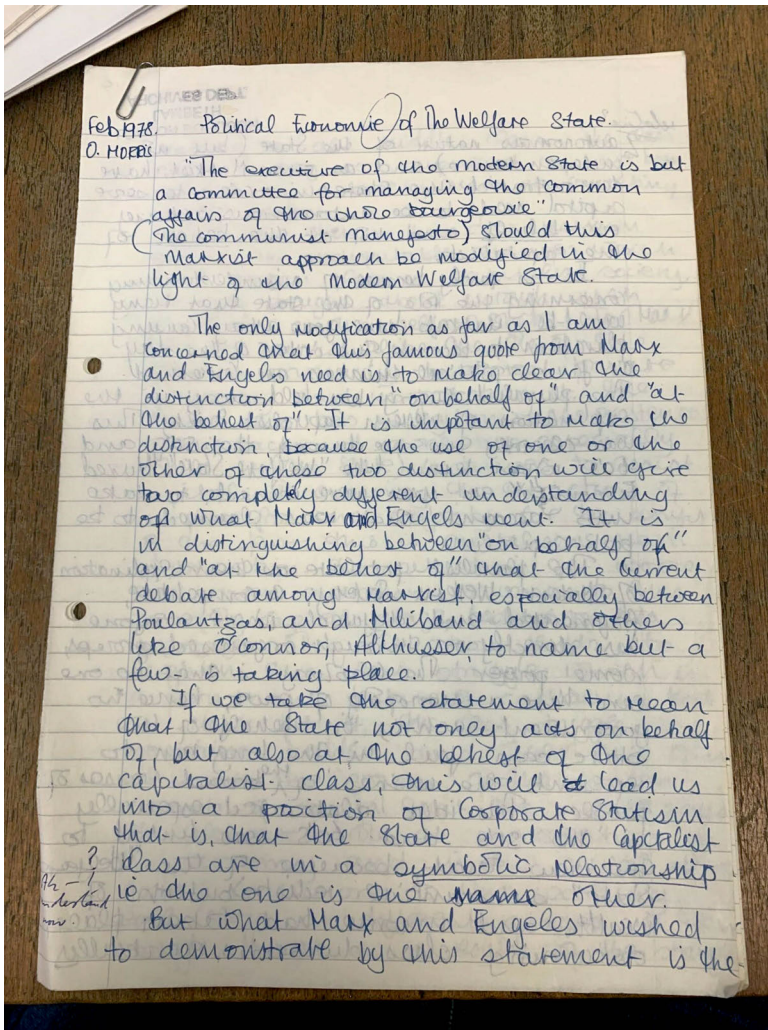 Feb 1978. Political Economie of The Welfare State.
O. MORRIS
"The executive of the modern State is but
a committee for managing the common
affairs of the whole bourgeoisie"
(The communist manefesto) should this
Marxist approach be modified in the
light of the Modern Welfare State.
The only modification as far as I am
concerned that this famous quote from Marx
and Engels need is to make clear the
distinction between "on behalf of" and "at
the behest of". It is important to make the
distinction, because the use of one or the
other of these two distinction will give
two completly different understanding
of what Marx and Engels ment. It is
in distinguishing between "on behalf of"
and "at the behest of" that the current
debate among Marxist, especially between
Poulantzas, and Miliband and others
like O'Connor, Althusser, to name but a
few - is taking place.
If we take the statement to mean
that the State not only acts on behalf
of, but also at, the behest of the
capitalist class, this will lead us
into a position of Corporate Statism
that is, that the State and the Capitalist
? Class are in a symbolic relationship
Ah - I
understand
now.
ie the one is the other.
But what Marx and Engeles wished
to demonstrate by this statement is the